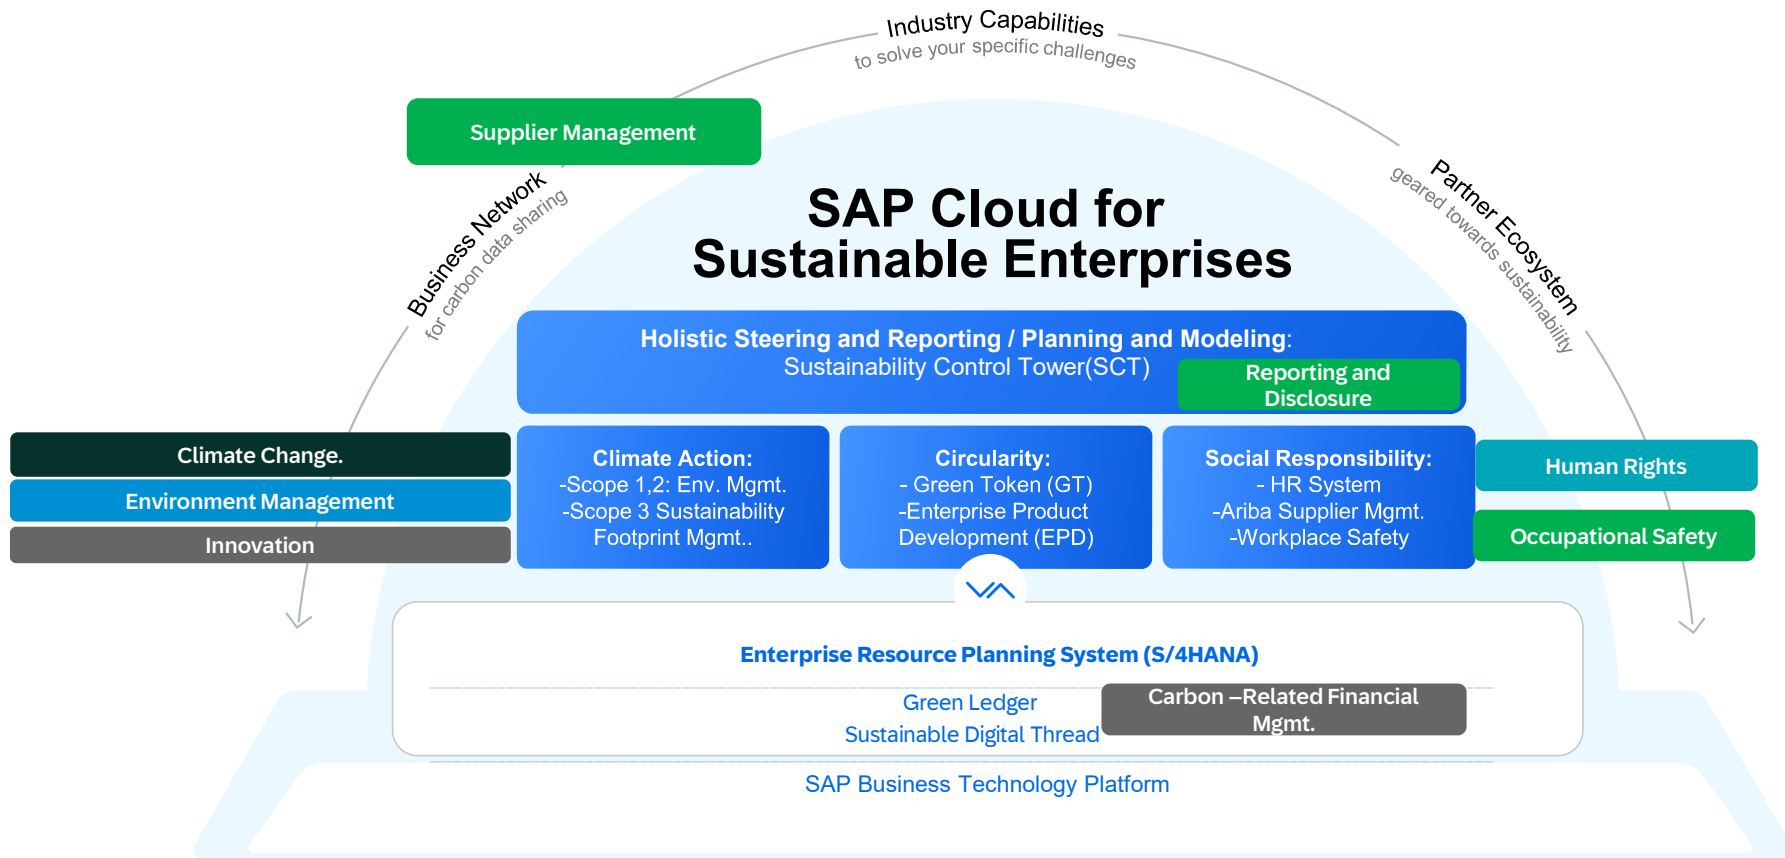 Industry Capabilities
to solve your specific challenges
Supplier Management
Business Network
for carbon data sharing
Partner Ecosystem
geared towards sustainability
SAP Cloud for
Sustainable Enterprises
Holistic Steering and Reporting / Planning and Modeling:
Sustainability Control Tower(SCT)
Reporting and
Disclosure
Climate Change.
Environment Management
Innovation
Climate Action:
-Scope 1,2: Env. Mgmt.
-Scope 3 Sustainability
Footprint Mgmt..
Circularity:
- Green Token (GT)
-Enterprise Product
Development (EPD)
Social Responsibility:
- HR System
-Ariba Supplier Mgmt.
-Workplace Safety
Human Rights
Occupational Safety
Enterprise Resource Planning System (S/4HANA)
Green Ledger
Sustainable Digital Thread
Carbon –Related Financial
Mgmt.
SAP Business Technology Platform